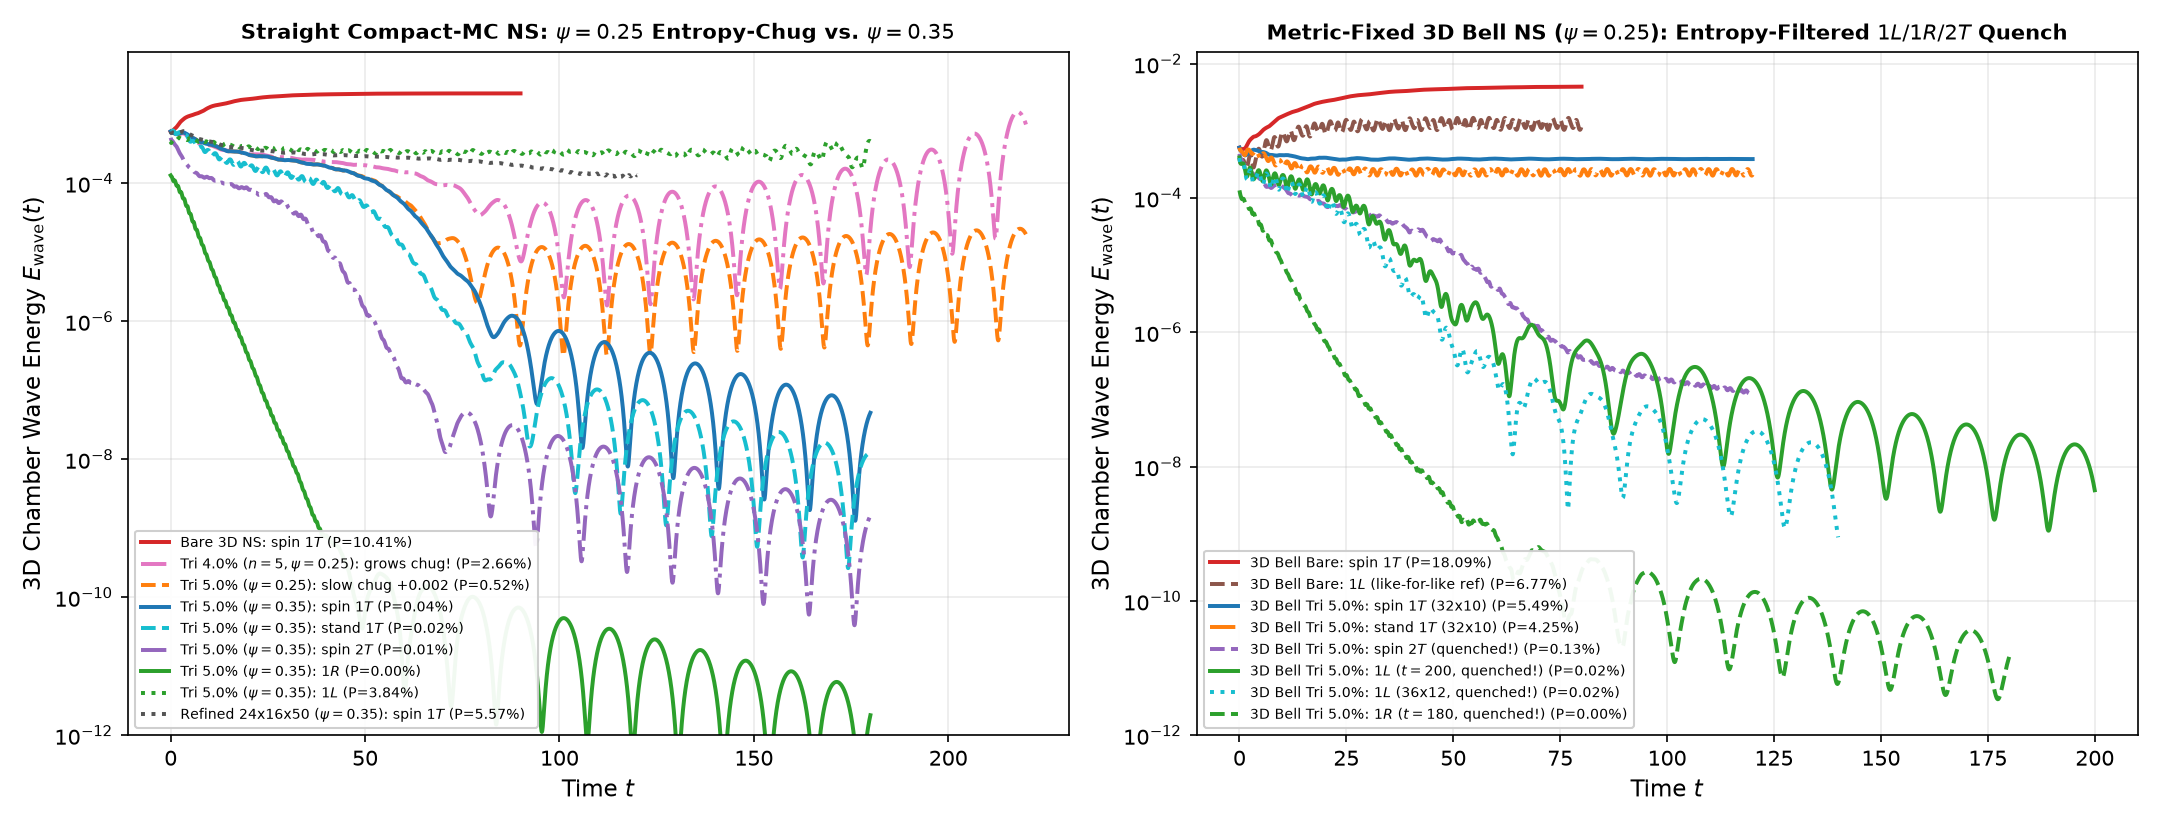 Straight Compact-MC NS: ψ = 0.25 Entropy-Chug vs. ψ = 0.35
3D Chamber Wave Energy E_wave(t)
10⁻⁴
10⁻⁶
10⁻⁸
10⁻¹⁰
10⁻¹²
Bare 3D NS: spin 1T (P=10.41%)
Tri 4.0% (n = 5, ψ = 0.25): grows chug! (P=2.66%)
Tri 5.0% (ψ = 0.25): slow chug +0.002 (P=0.52%)
Tri 5.0% (ψ = 0.35): spin 1T (P=0.04%)
Tri 5.0% (ψ = 0.35): stand 1T (P=0.02%)
Tri 5.0% (ψ = 0.35): spin 2T (P=0.01%)
Tri 5.0% (ψ = 0.35): 1R (P=0.00%)
Tri 5.0% (ψ = 0.35): 1L (P=3.84%)
Refined 24x16x50 (ψ = 0.35): spin 1T (P=5.57%)
0 50 100 150 200
Time t
Metric-Fixed 3D Bell NS (ψ = 0.25): Entropy-Filtered 1L/1R/2T Quench
3D Chamber Wave Energy E_wave(t)
10⁻²
10⁻⁴
10⁻⁶
10⁻⁸
10⁻¹⁰
10⁻¹²
3D Bell Bare: spin 1T (P=18.09%)
3D Bell Bare: 1L (like-for-like ref) (P=6.77%)
3D Bell Tri 5.0%: spin 1T (32x10) (P=5.49%)
3D Bell Tri 5.0%: stand 1T (32x10) (P=4.25%)
3D Bell Tri 5.0%: spin 2T (quenched!) (P=0.13%)
3D Bell Tri 5.0%: 1L (t = 200, quenched!) (P=0.02%)
3D Bell Tri 5.0%: 1L (36x12, quenched!) (P=0.02%)
3D Bell Tri 5.0%: 1R (t = 180, quenched!) (P=0.00%)
0 25 50 75 100 125 150 175 200
Time t